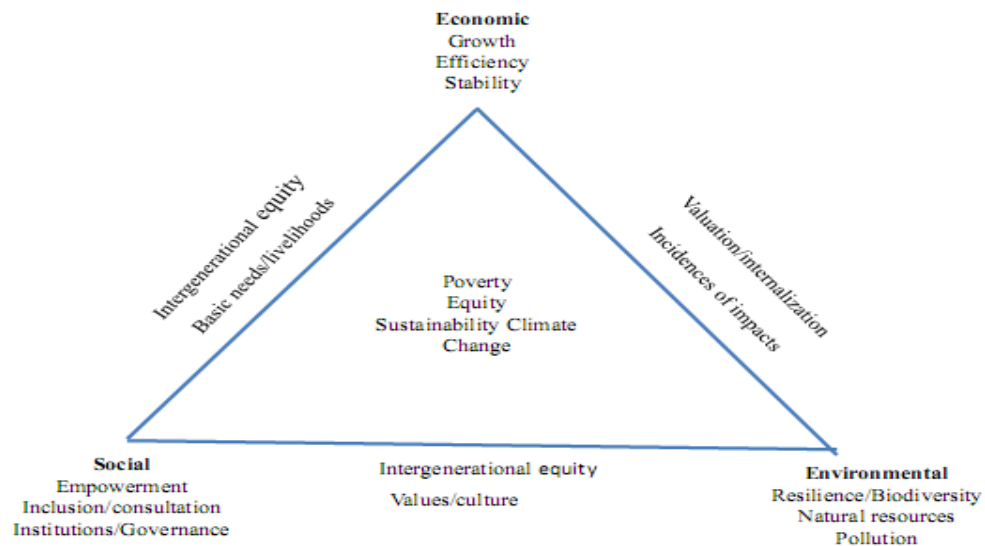 Economic
Growth
Efficiency
Stability
Intergenerational equity
Basic needs/livelihoods
Valuation/internalization
Incidences of impacts
Poverty
Equity
Sustainability Climate
Change
Social
Empowerment
Inclusion/consultation
Institutions/Governance
Intergenerational equity
Values/culture
Environmental
Resilience/Biodiversity
Natural resources
Pollution